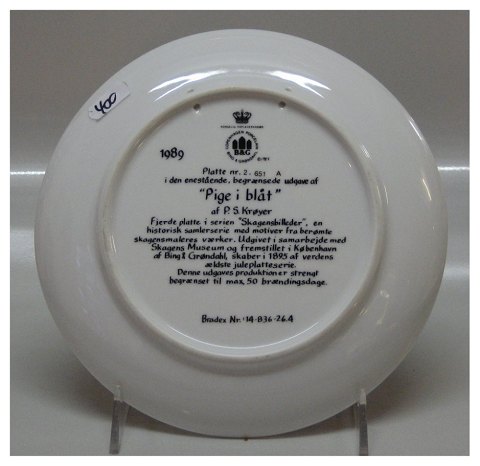 400
1989
B&G
Platte nr. 2.651 A
i den enestående, begrænsede udgave af
"Pige i blåt"
af P. S. Krøyer
Fjerde platte i serien "Skagensbilleder", en
historisk samlerserie med motiver fra berømte
skagensmaleres værker. Udgivet i samarbejde med
Skagens Museum og fremstillet i København
af Bing & Grøndahl, skaber i 1895 af verdens
ældste juleplatteserie.
Denne udgaves produktion er strengt
begrænset til max. 50 brændingsdage.
Bradex Nr. 14-B36-26.4